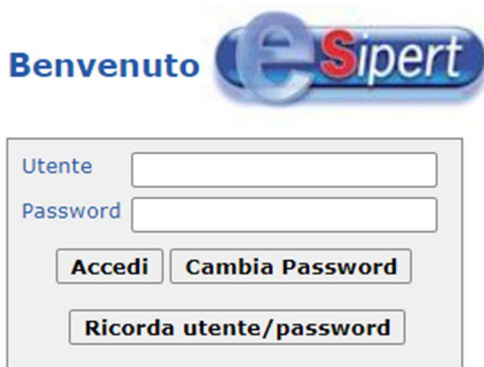 Benvenuto eSipert
Utente
Password
Accedi Cambia Password
Ricorda utente/password